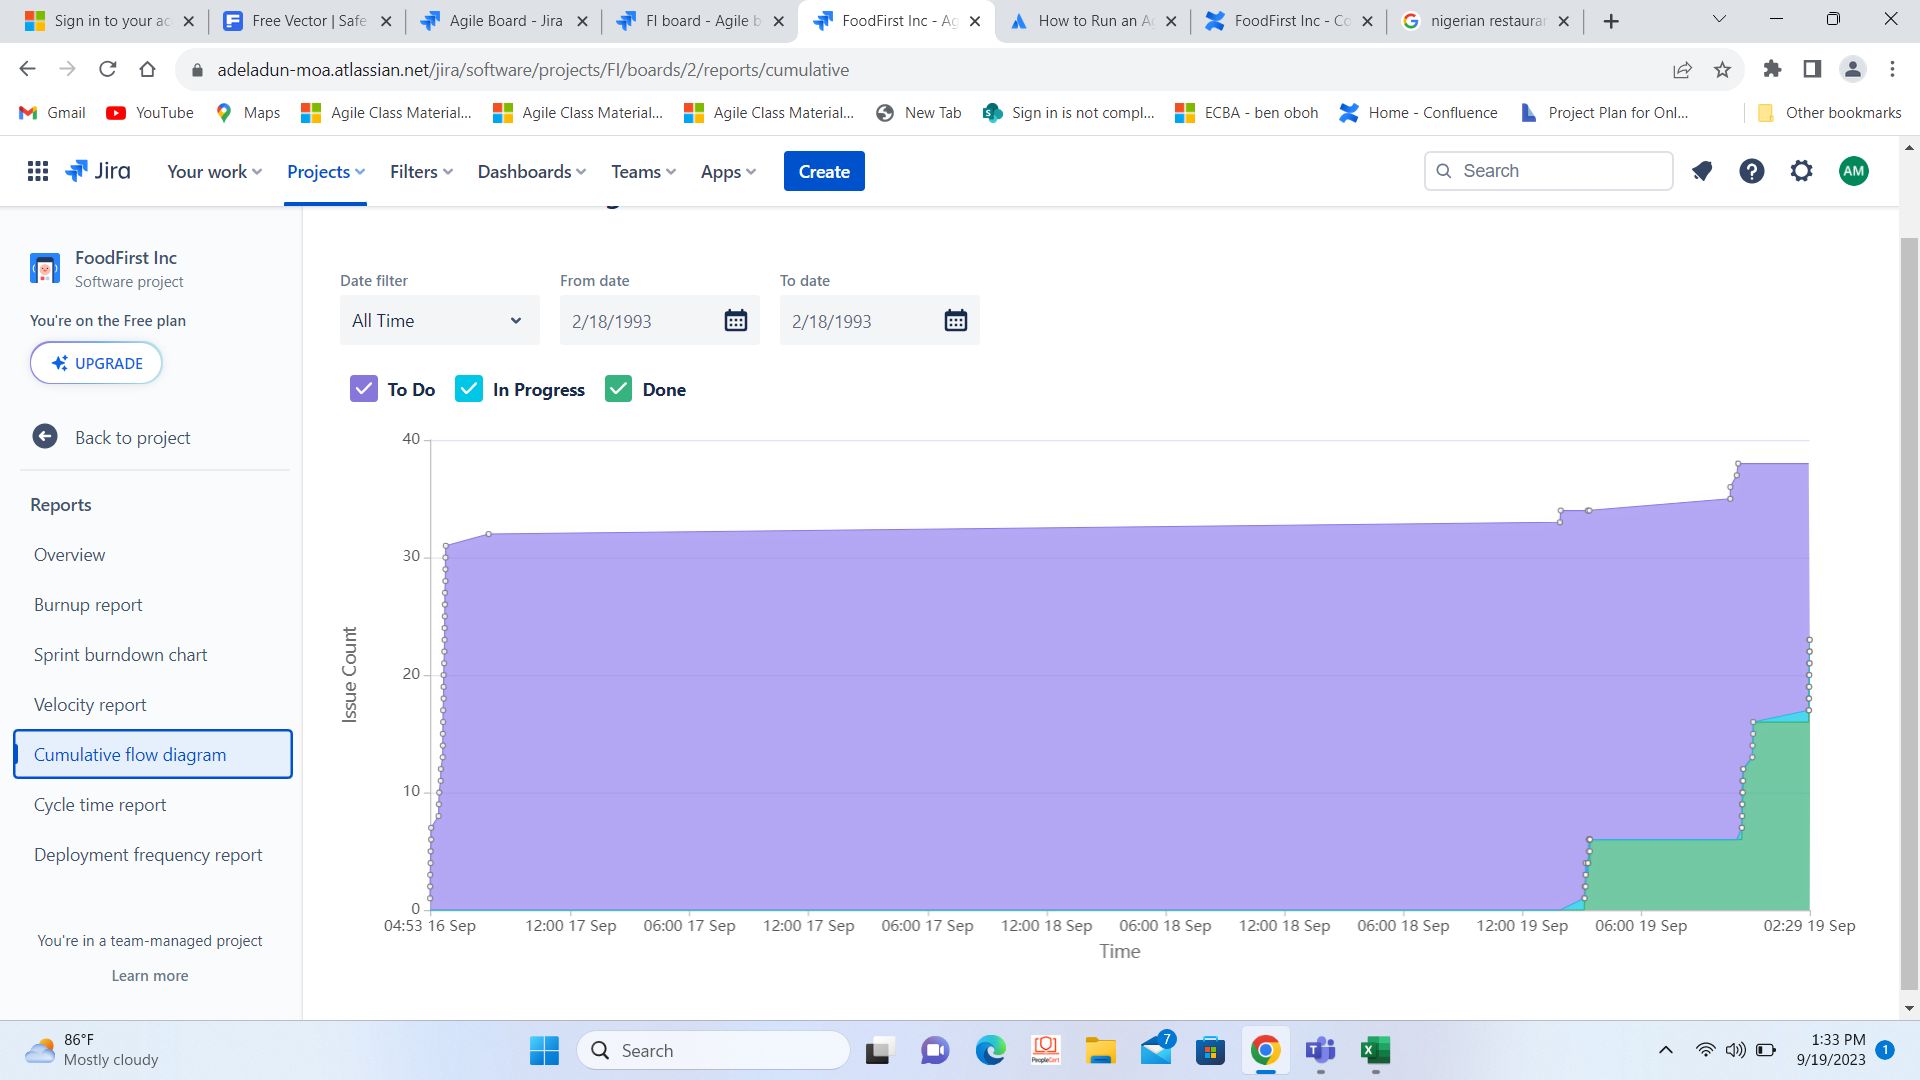 Sign in to your ac
Free Vector | Safe
Agile Board - Jira
FI board - Agile b
FoodFirst Inc - Ag
How to Run an Ag
FoodFirst Inc - Co
nigerian restaurar
adeladun-moa.atlassian.net/jira/software/projects/FI/boards/2/reports/cumulative
Gmail
YouTube
Maps
Agile Class Material...
Agile Class Material...
Agile Class Material...
New Tab
Sign in is not compl...
ECBA - ben oboh
Home - Confluence
Project Plan for Onl...
Other bookmarks
Jira
Your work
Projects
Filters
Dashboards
Teams
Apps
Create
Search
AM
FoodFirst Inc
Software project
You're on the Free plan
UPGRADE
Back to project
Reports
Overview
Burnup report
Sprint burndown chart
Velocity report
Cumulative flow diagram
Cycle time report
Deployment frequency report
You're in a team-managed project
Learn more
Date filter
From date
To date
All Time
2/18/1993
2/18/1993
To Do
In Progress
Done
40
30
20
10
0
Issue Count
04:53 16 Sep
12:00 17 Sep
06:00 17 Sep
12:00 17 Sep
06:00 17 Sep
12:00 18 Sep
06:00 18 Sep
12:00 18 Sep
06:00 18 Sep
12:00 19 Sep
06:00 19 Sep
02:29 19 Sep
Time
86°F
Mostly cloudy
Search
PeopleCert
7
1:33 PM
9/19/2023
1